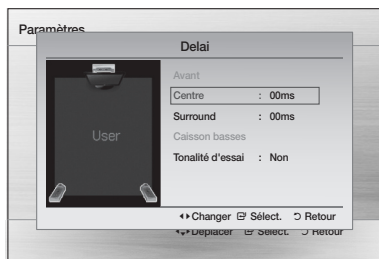 Paramètres
Delai
User
Avant
Centre : 00ms
Surround : 00ms
Caisson basses
Tonalité d'essai : Non
Changer Sélect. Retour
Déplacer Sélect. Retour